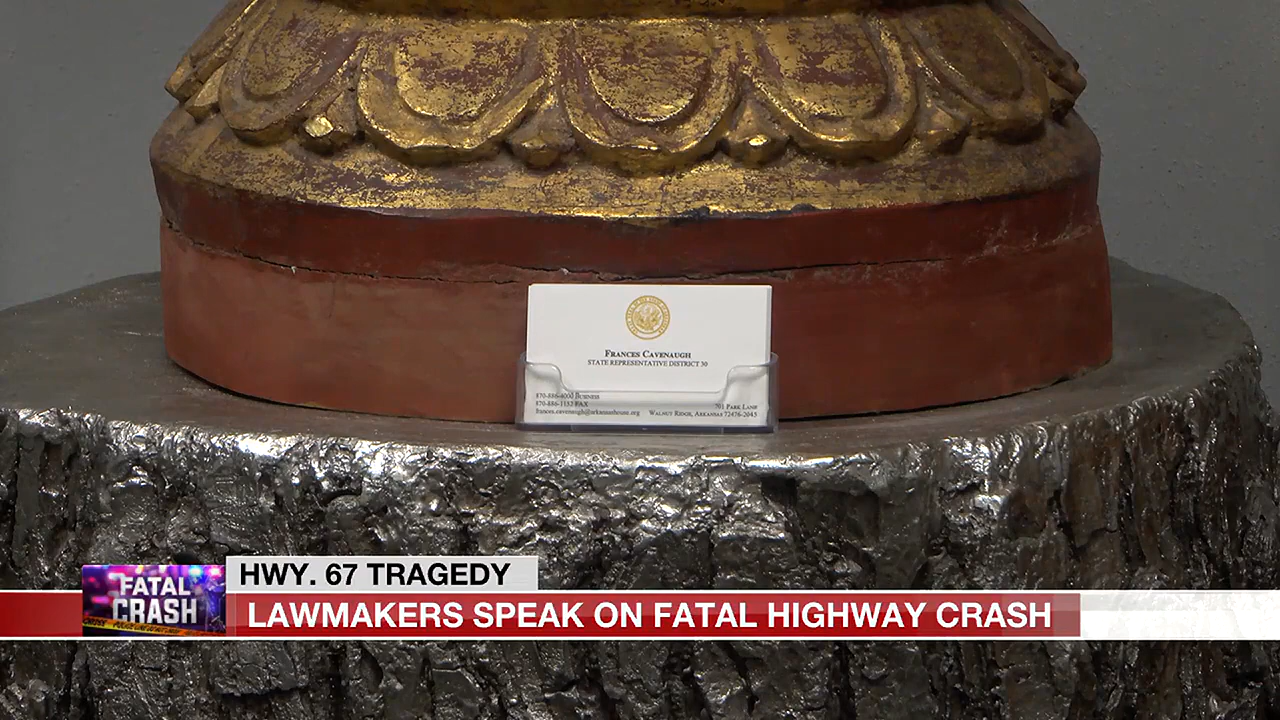 FRANCES CAVENAUGH
STATE REPRESENTATIVE DISTRICT 30
870-886-4000 BUSINESS
870-886-1152 FAX
frances.cavenaugh@arkansashouse.org
701 PARK LANE
WALNUT RIDGE, ARKANSAS 72476-2043
HWY. 67 TRAGEDY
FATAL
CRASH
LAWMAKERS SPEAK ON FATAL HIGHWAY CRASH